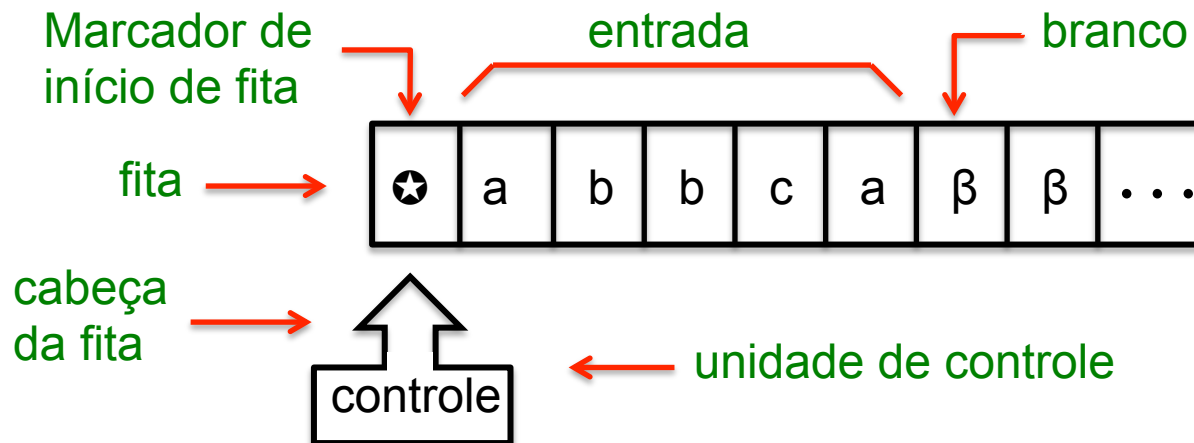 Marcador de
início de fita
entrada
branco
fita
✪ a b b c a β β ...
cabeça
da fita
controle
unidade de controle